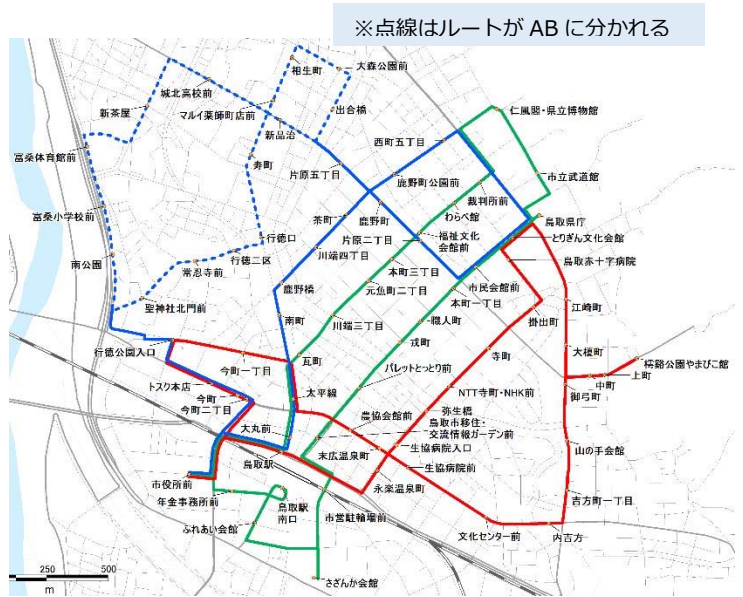 ※点線はルートが AB に分かれる
相生町
大森公園前
城北高校前
新茶屋
マルイ薬師町店前
出合橋
仁風閣・県立博物館
新品治
西町五丁目
富桑体育館前
寿町
片原五丁目
鹿野町公園前
市立武道館
裁判所前
富桑小学校前
茶町
鹿野町
わらべ館
鳥取県庁
片原二丁目
福祉文化
会館前
とりぎん文化会館
行徳口
川端四丁目
行徳二区
本町三丁目
鳥取赤十字病院
南公園
常忍寺前
元魚町二丁目
市民会館前
鹿野橋
本町一丁目
聖神社北門前
江崎町
南町
川端三丁目
職人町
掛出町
行徳公園入口
戎町
大榎町
今町一丁目
瓦町
寺町
樗谿公園やまびこ館
パレットとっとり前
上町
トスク本店
中町
今町
太平線
NTT寺町・NHK前
御弓町
今町二丁目
農協会館前
弥生橋
大丸前
鳥取市移住・
交流情報ガーデン前
鳥取駅
末広温泉町
生協病院入口
山の手会館
生協病院前
市役所前
永楽温泉町
年金事務所前
鳥取駅
南口
市営駐輪場前
吉方町一丁目
ふれあい会館
文化センター前
内吉方
さざんか会館
250
500
m